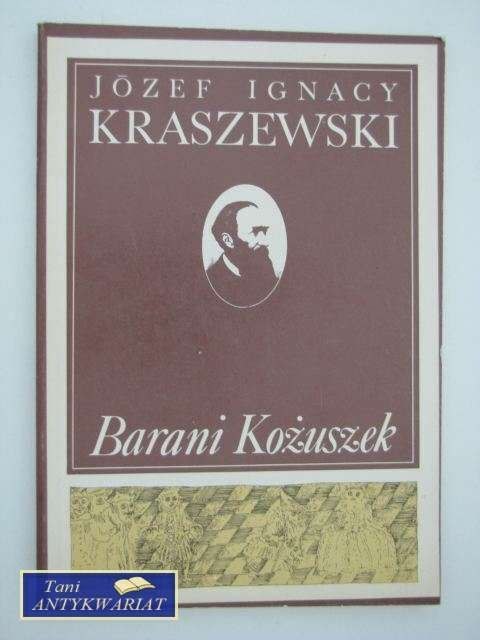 JÓZEF IGNACY
KRASZEWSKI
Barani Kożuszek
Tani
ANTYKWARIAT